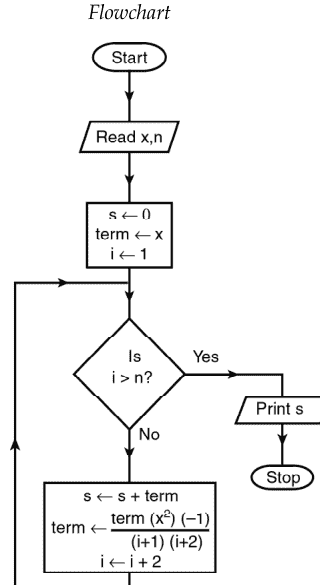 Flowchart
Start
Read x,n
s ← 0
term ← x
i ← 1
Is
i > n?
Yes
Print s
Stop
No
s ← s + term
term ← term (x²) (−1)
(i+1) (i+2)
i ← i + 2